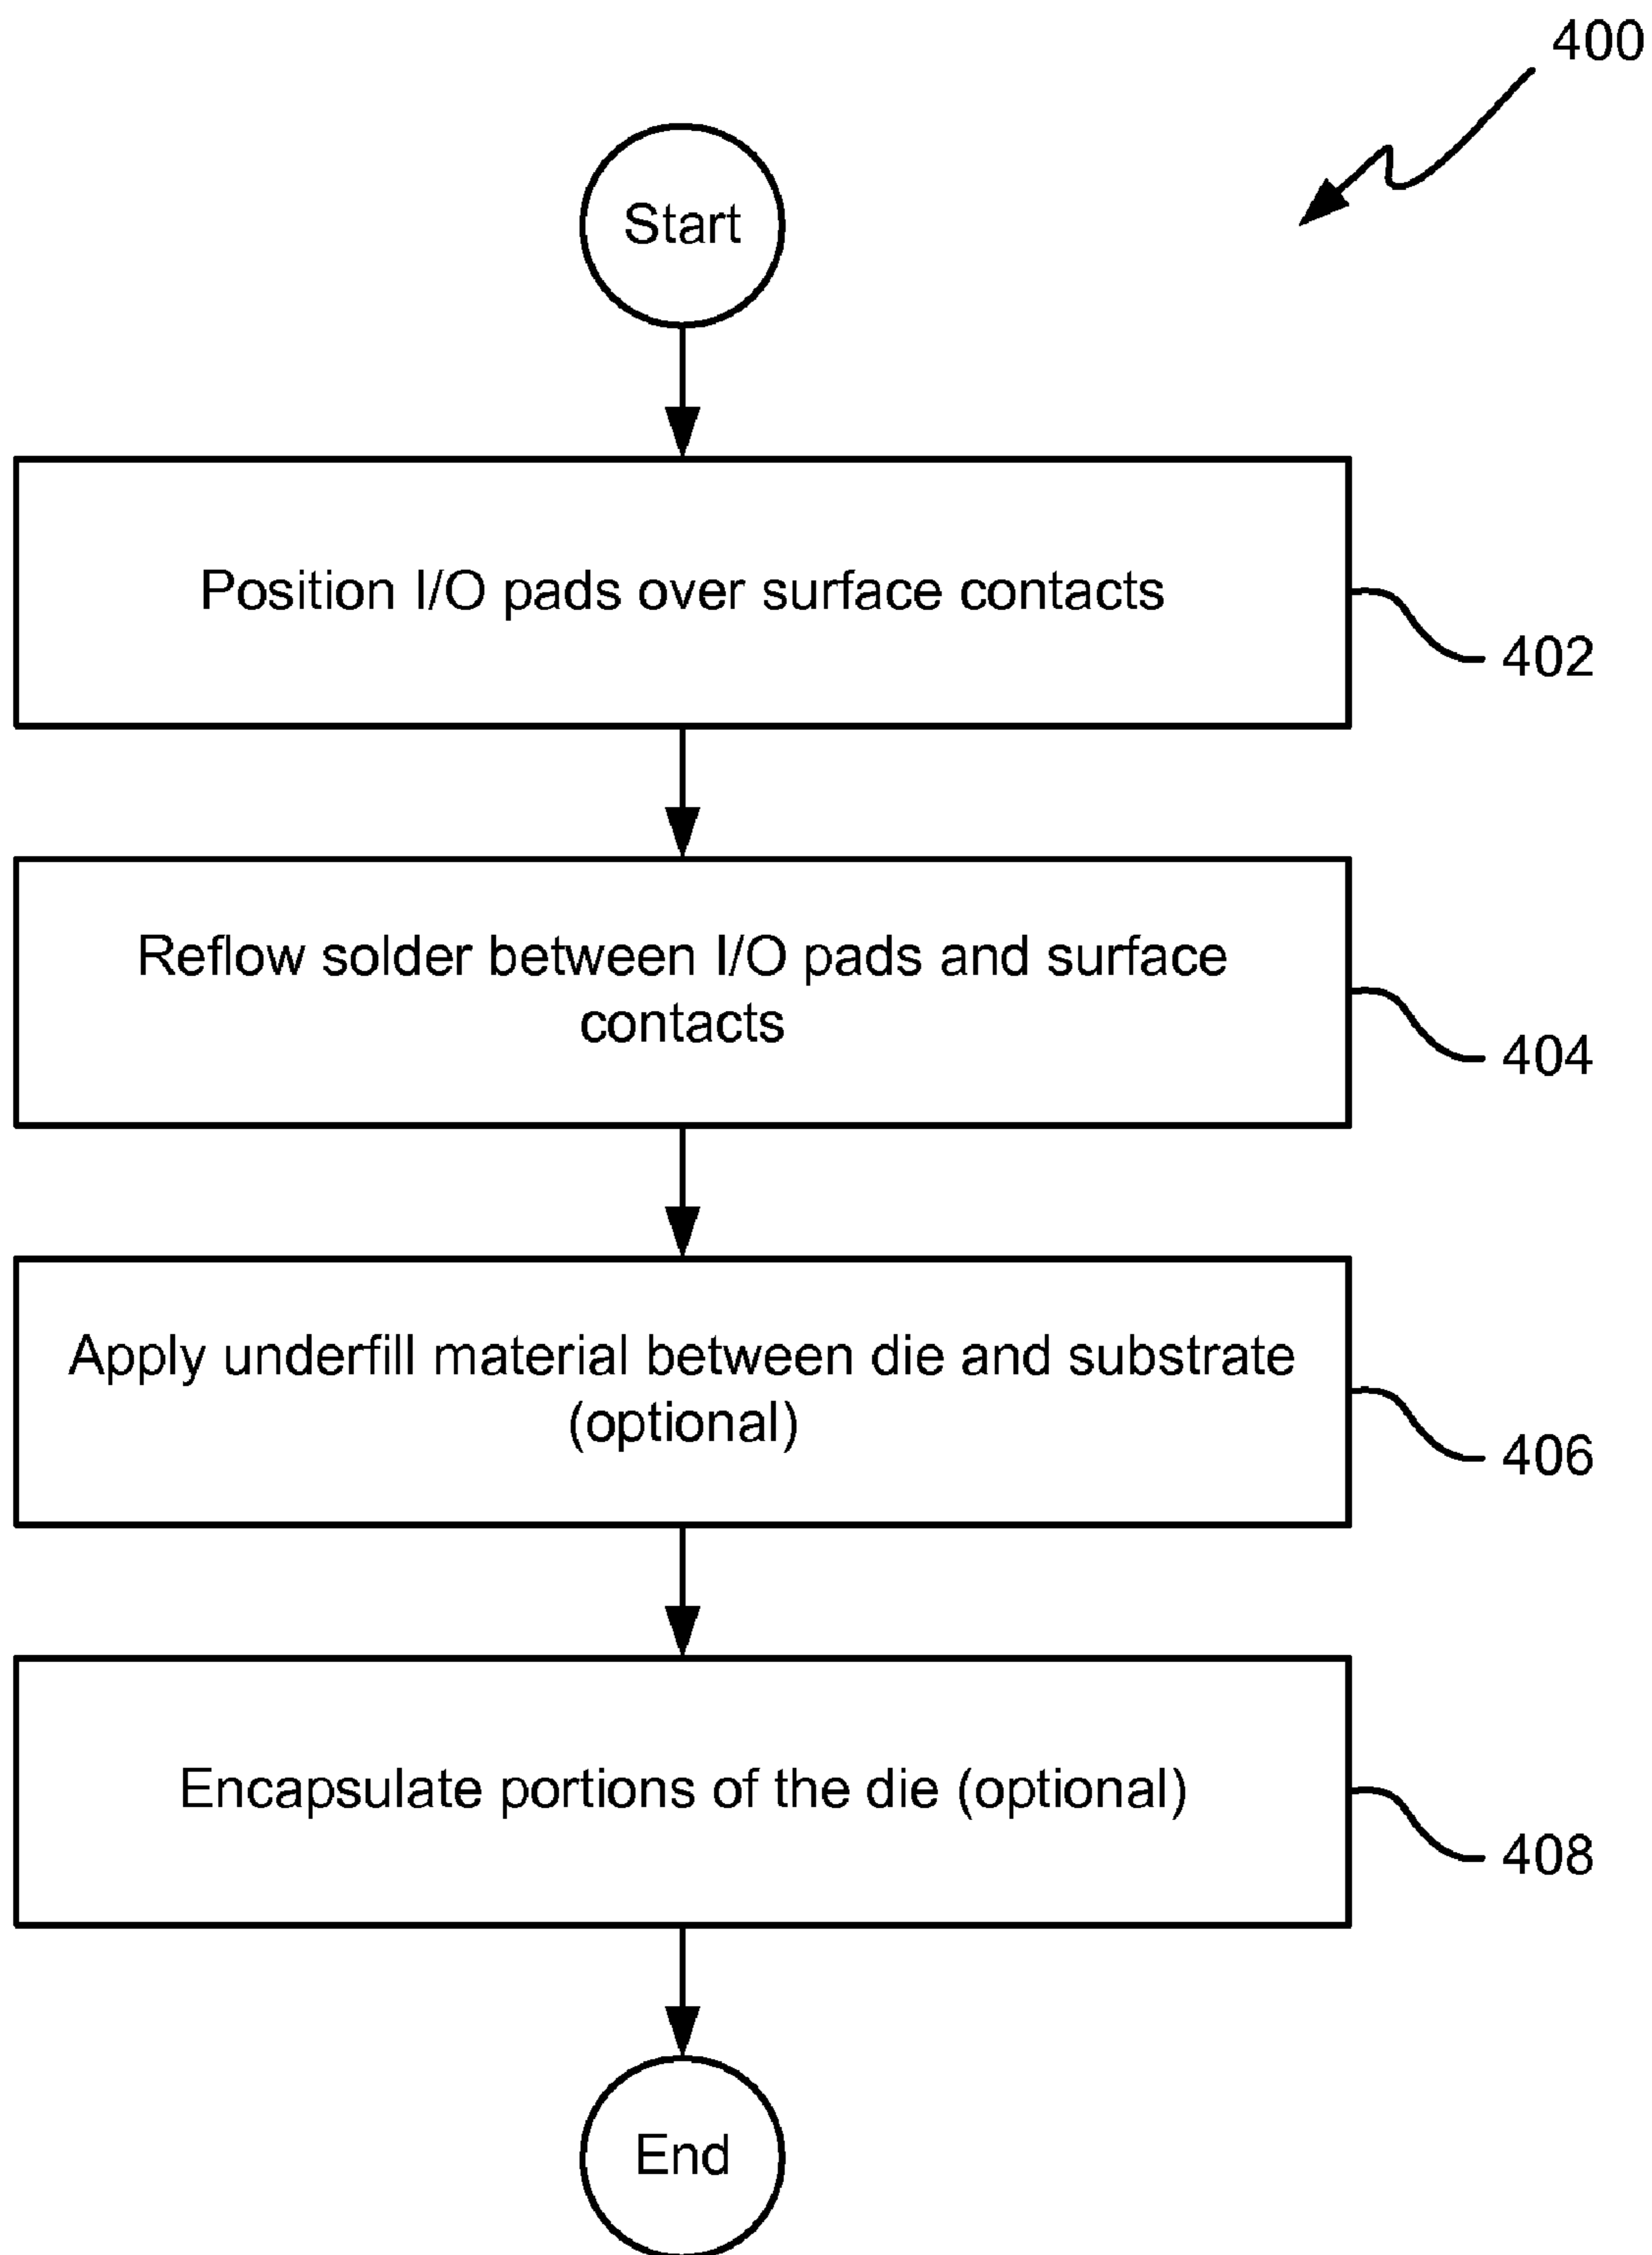 400
Start
Position I/O pads over surface contacts
402
Reflow solder between I/O pads and surface
contacts
404
Apply underfill material between die and substrate
(optional)
406
Encapsulate portions of the die (optional)
408
End